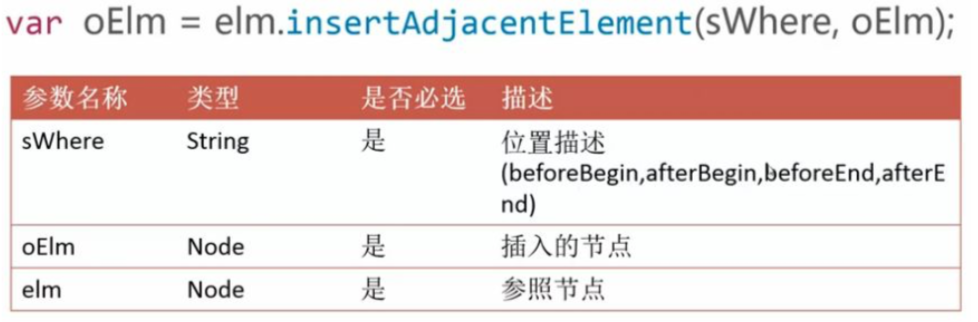 var oElm = elm.insertAdjacentElement(sWhere, oElm);
参数名称 类型 是否必选 描述
sWhere String 是 位置描述
(beforeBegin,afterBegin,beforeEnd,afterE
nd)
oElm Node 是 插入的节点
elm Node 是 参照节点